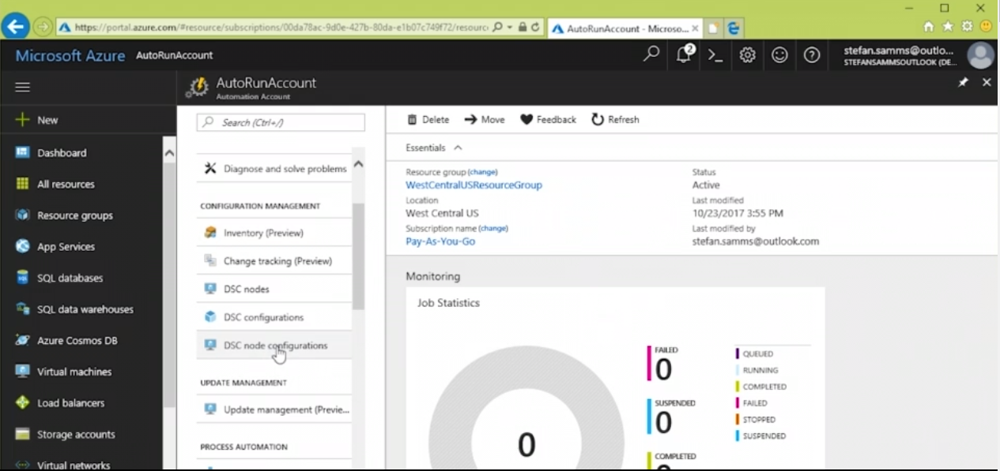 https://portal.azure.com/#resource/subscriptions/00da78ac-9d0e-427b-80da-e1b07c749f72/resourc
AutoRunAccount - Microso...
Microsoft Azure AutoRunAccount
2
stefan.samms@outlo...
STEFANSAMMSOUTLOOK (DE...
AutoRunAccount
Automation Account
New
Dashboard
All resources
Resource groups
App Services
SQL databases
SQL data warehouses
Azure Cosmos DB
Virtual machines
Load balancers
Storage accounts
Virtual networks
Search (Ctrl+/)
Diagnose and solve problems
CONFIGURATION MANAGEMENT
Inventory (Preview)
Change tracking (Preview)
DSC nodes
DSC configurations
DSC node configurations
UPDATE MANAGEMENT
Update management (Previe...
PROCESS AUTOMATION
Delete Move Feedback Refresh
Essentials
Resource group (change)
WestCentralUSResourceGroup
Location
West Central US
Subscription name (change)
Pay-As-You-Go
Status
Active
Last modified
10/23/2017 3:55 PM
Last modified by
stefan.samms@outlook.com
Monitoring
Job Statistics
0
FAILED
0
SUSPENDED
0
COMPLETED
QUEUED
RUNNING
COMPLETED
FAILED
STOPPED
SUSPENDED